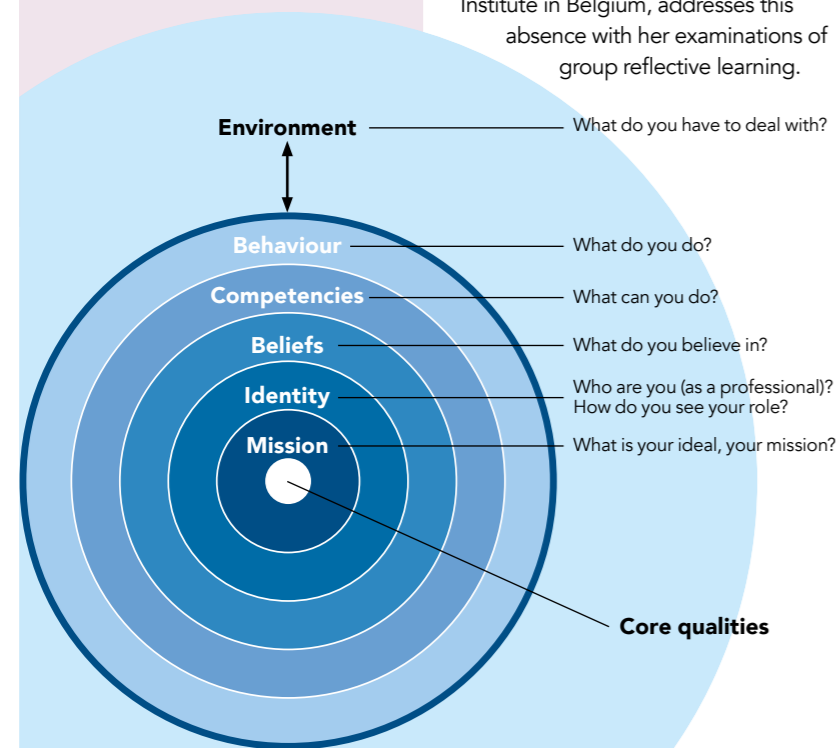 Institute in Belgium, addresses this
absence with her examinations of
group reflective learning.
Environment
What do you have to deal with?
Behaviour
What do you do?
Competencies
What can you do?
Beliefs
What do you believe in?
Identity
Who are you (as a professional)?
How do you see your role?
Mission
What is your ideal, your mission?
Core qualities